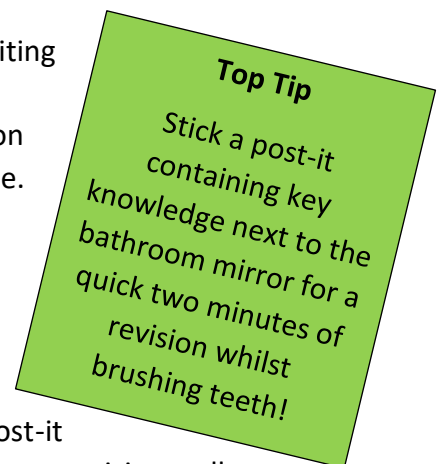 iting
on
e.
Top Tip
Stick a post-it
containing key
knowledge next to the
bathroom mirror for a
quick two minutes of
revision whilst
brushing teeth!
ost-it